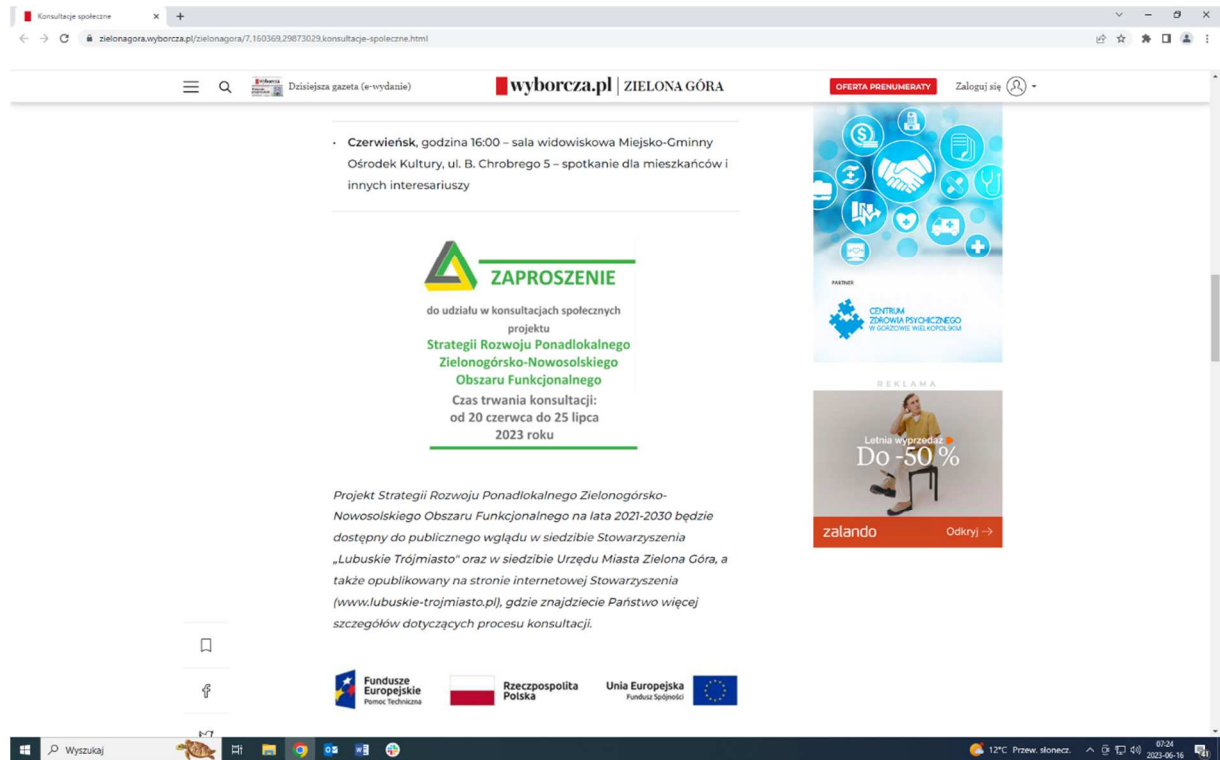 Konsultacje społeczne
zielonagora.wyborcza.pl/zielonagora/7,160369,29873029,konsultacje-spoleczne.html
Dzisiejsza gazeta (e-wydanie)
wyborcza.pl | ZIELONA GÓRA
OFERTA PRENUMERATY
Zaloguj się
• Czerwieńsk, godzina 16:00 – sala widowiskowa Miejsko-Gminny
Ośrodek Kultury, ul. B. Chrobrego 5 – spotkanie dla mieszkańców i
innych interesariuszy
ZAPROSZENIE
do udziału w konsultacjach społecznych
projektu
Strategii Rozwoju Ponadlokalnego
Zielonogórsko-Nowosolskiego
Obszaru Funkcjonalnego
Czas trwania konsultacji:
od 20 czerwca do 25 lipca
2023 roku
Projekt Strategii Rozwoju Ponadlokalnego Zielonogórsko-
Nowosolskiego Obszaru Funkcjonalnego na lata 2021-2030 będzie
dostępny do publicznego wglądu w siedzibie Stowarzyszenia
„Lubuskie Trójmiasto" oraz w siedzibie Urzędu Miasta Zielona Góra, a
także opublikowany na stronie internetowej Stowarzyszenia
(www.lubuskie-trojmiasto.pl), gdzie znajdziecie Państwo więcej
szczegółów dotyczących procesu konsultacji.
Fundusze
Europejskie
Pomoc Techniczna
Rzeczpospolita
Polska
Unia Europejska
Fundusz Spójności
PARTNER
CENTRUM
ZDROWIA PSYCHICZNEGO
W GORZOWIE WIELKOPOLSKIM
REKLAMA
Letnia wyprzedaż
Do -50 %
zalando
Odkryj →
Wyszukaj
12°C Przew. słonecz.
07:24
2023-06-16